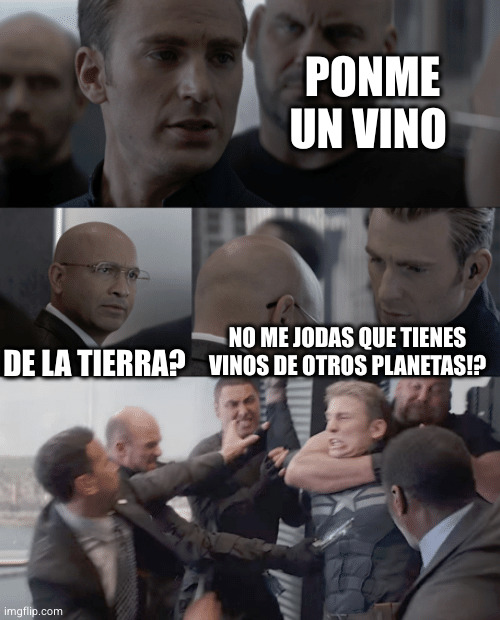 PONME
UN VINO
DE LA TIERRA?
NO ME JODAS QUE TIENES
VINOS DE OTROS PLANETAS!?
imgflip.com